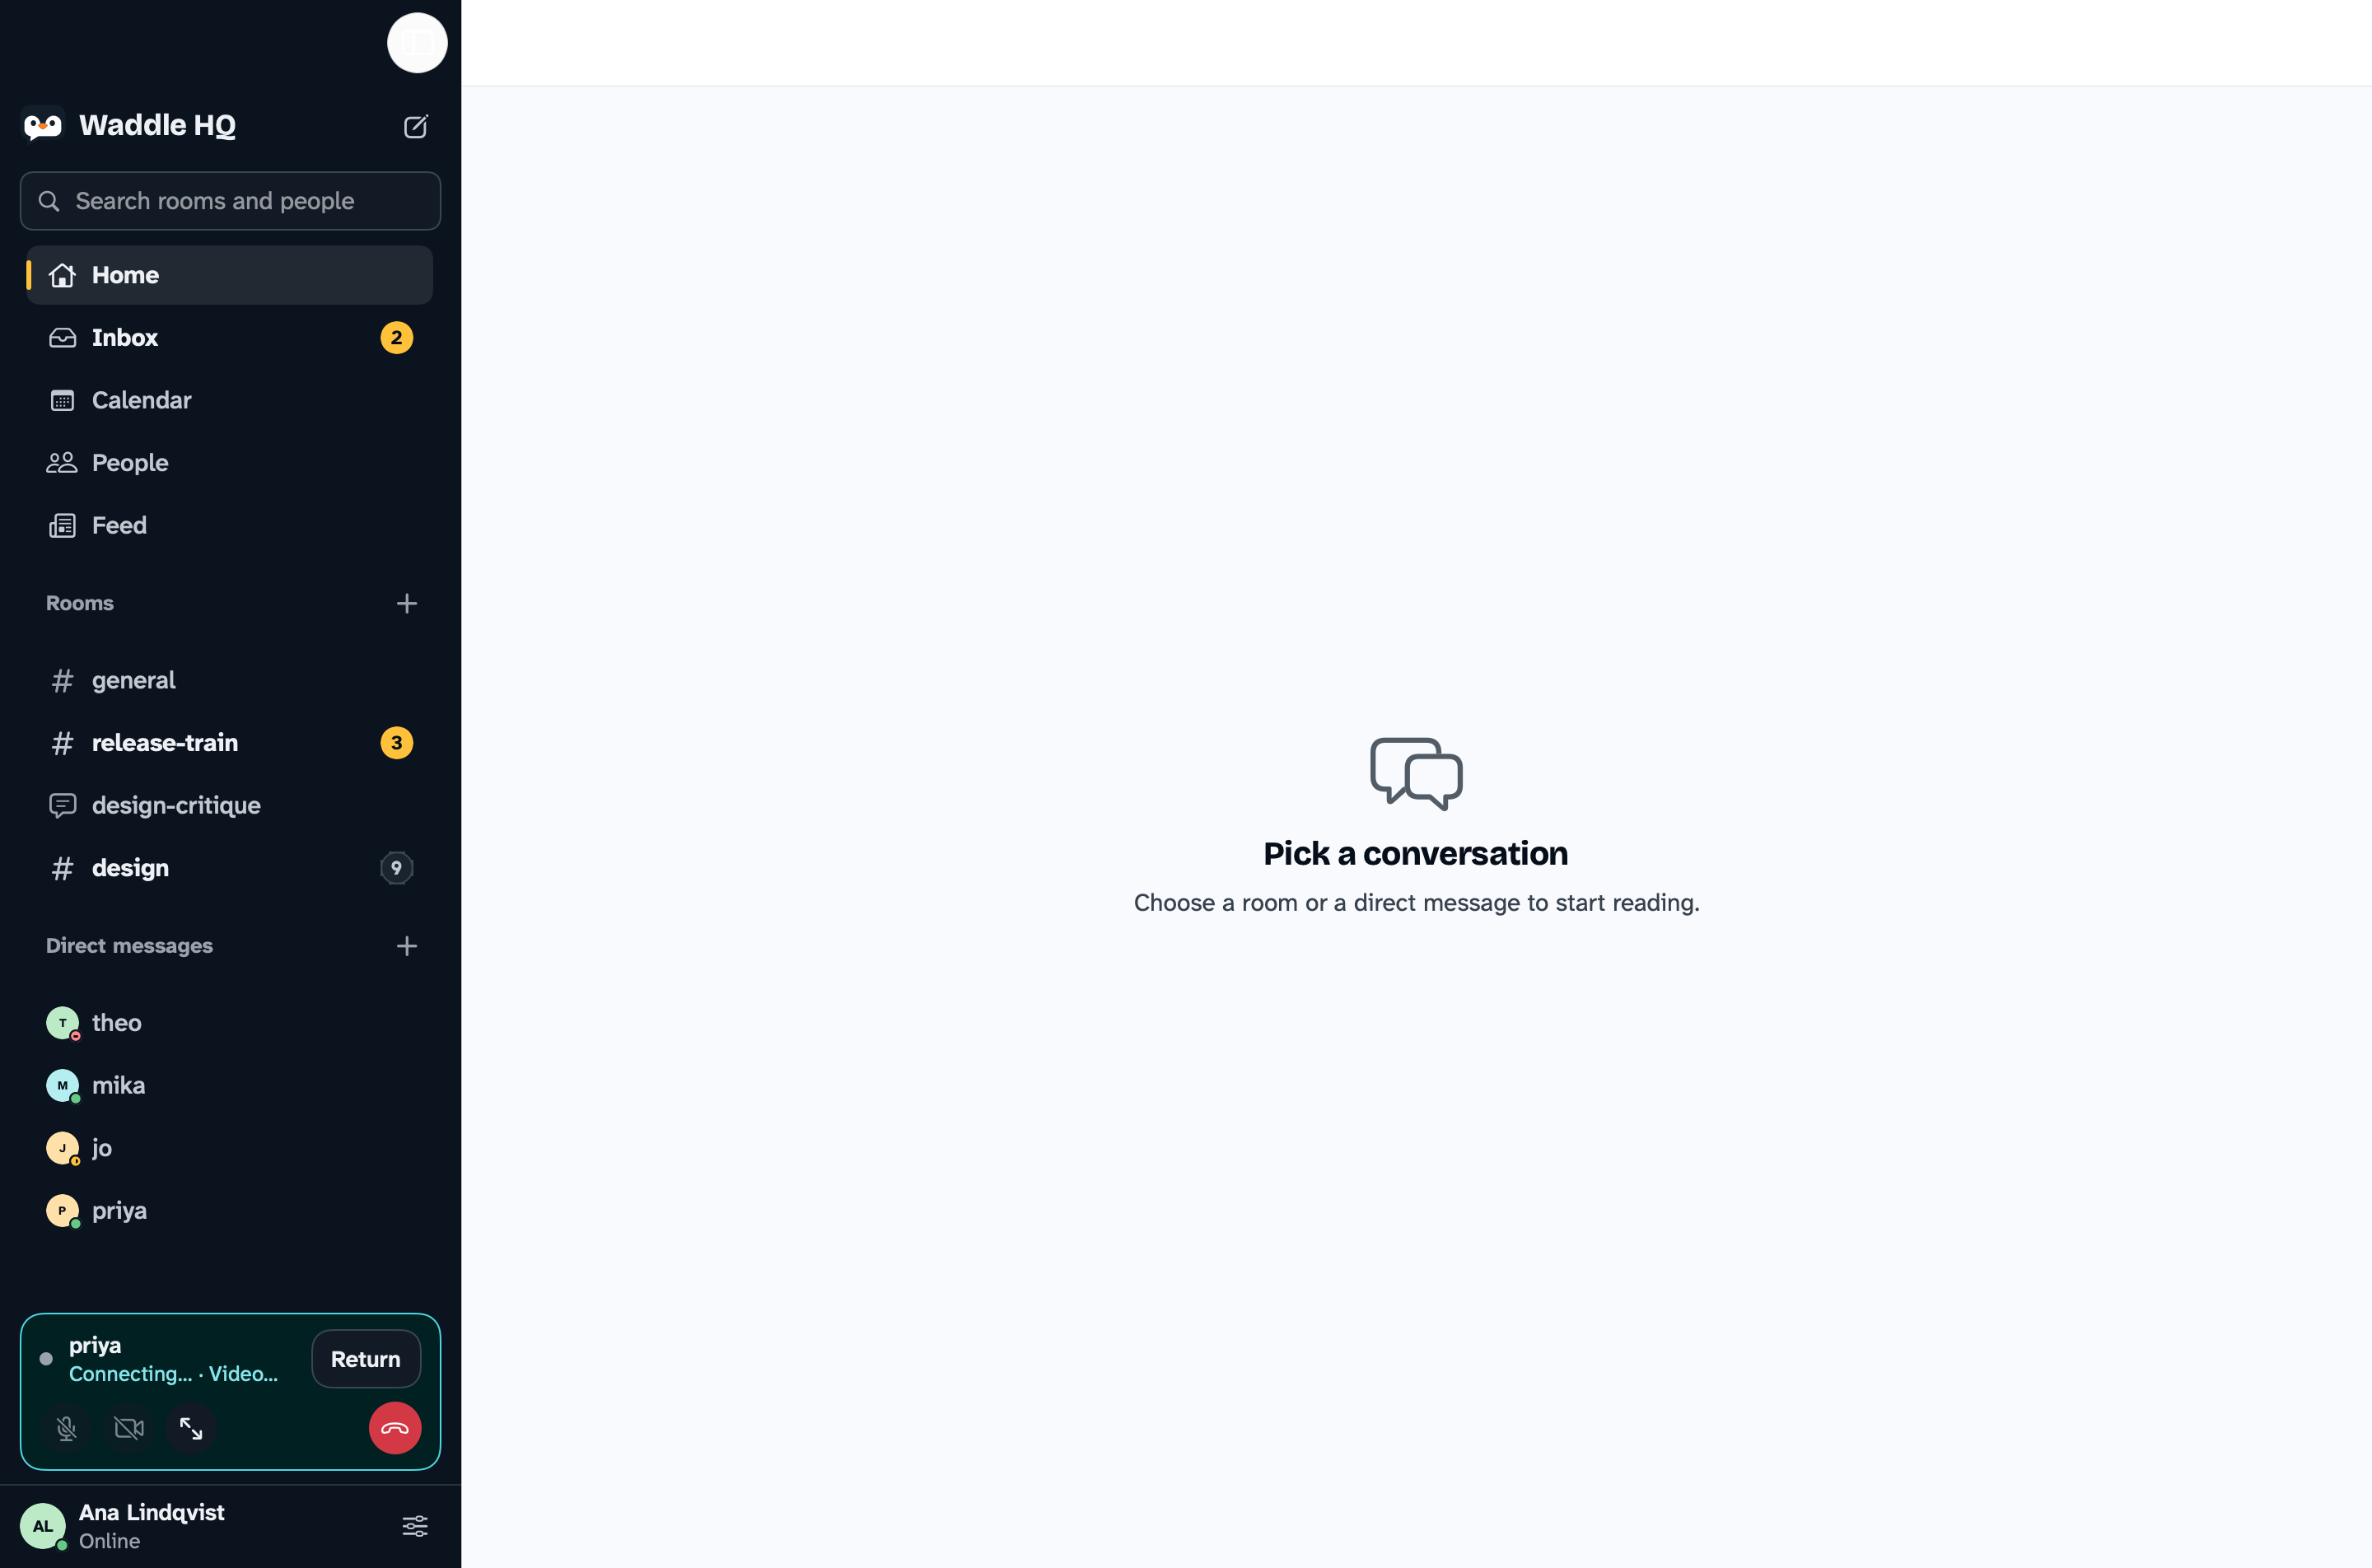 Waddle HQ
Search rooms and people
Home
Inbox 2
Calendar
People
Feed
Rooms
general
release-train 3
design-critique
design 9
Direct messages
T theo
M mika
J jo
P priya
priya
Connecting... · Video...
Return
AL
Ana Lindqvist
Online
Pick a conversation
Choose a room or a direct message to start reading.